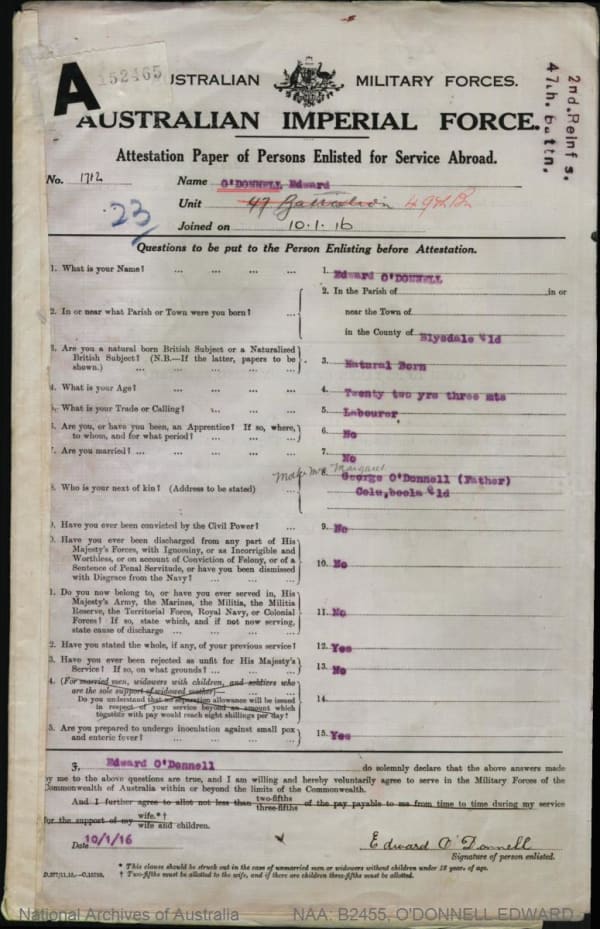 A
152465
AUSTRALIAN MILITARY FORCES.
AUSTRALIAN IMPERIAL FORCE.
2nd.Reinfs.
47th.battn.
Attestation Paper of Persons Enlisted for Service Abroad.
No. 1712 Name O'DONNELL Edward
23
Unit 47 Battalion 49th Bn
Joined on 10.1.16
Questions to be put to the Person Enlisting before Attestation.
1. What is your Name? ... ... ... ... 1. Edward O'DONNELL
2. In or near what Parish or Town were you born? ... 2. In the Parish of in or
near the Town of
in the County of Blysdale Qld
3. Are you a natural born British Subject or a Naturalized
British Subject? (N.B.—If the latter, papers to be
shown.) ... ... ... ... 3. Natural Born
4. What is your Age? ... ... ... ... 4. Twenty two yrs three mts
5. What is your Trade or Calling? ... ... ... 5. Labourer
6. Are you, or have you been, an Apprentice? If so, where,
to whom, and for what period? ... ... ... 6. No
7. Are you married? ... ... ... ... 7. No
Margaret
8. Who is your next of kin? (Address to be stated) ... 8. George O'Donnell (Father)
Qld
9. Have you ever been convicted by the Civil Power? ... 9. No
10. Have you ever been discharged from any part of His
Majesty's Forces, with Ignominy, or as Incorrigible and
Worthless, or on account of Conviction of Felony, or of a
Sentence of Penal Servitude, or have you been dismissed
with Disgrace from the Navy? ... ... ... 10. No
11. Do you now belong to, or have you ever served in, His
Majesty's Army, the Marines, the Militia, the Militia
Reserve, the Territorial Force, Royal Navy, or Colonial
Forces? If so, state which, and if not now serving,
state cause of discharge ... ... ... ... 11. No
12. Have you stated the whole, if any, of your previous service? 12. Yes
13. Have you ever been rejected as unfit for His Majesty's
Service? If so, on what grounds? ... ... ... 13. No
14. (For married men, widowers with children, and soldiers who
are the sole support of widowed mother)—
Do you understand that no separation allowance will be issued
in respect of your service beyond an amount which
together with pay would reach eight shillings per day? 14.
15. Are you prepared to undergo inoculation against small pox
and enteric fever? ... ... ... ... 15. Yes
I, Edward O'Donnell do solemnly declare that the above answers made
by me to the above questions are true, and I am willing and hereby voluntarily agree to serve in the Military Forces of the
Commonwealth of Australia within or beyond the limits of the Commonwealth.
And I further agree to allot not less than two-fifths three-fifths of the pay payable to me from time to time during my service
for the support of my wife.*† wife and children.
Date 10/1/16 Edward O'Donnell
Signature of person enlisted.
* This clause should be struck out in the case of unmarried men or widowers without children under 18 years of age.
† Two-fifths must be allotted to the wife, and if there are children three-fifths must be allotted.
National Archives of Australia NAA: B2455, O'DONNELL EDWARD